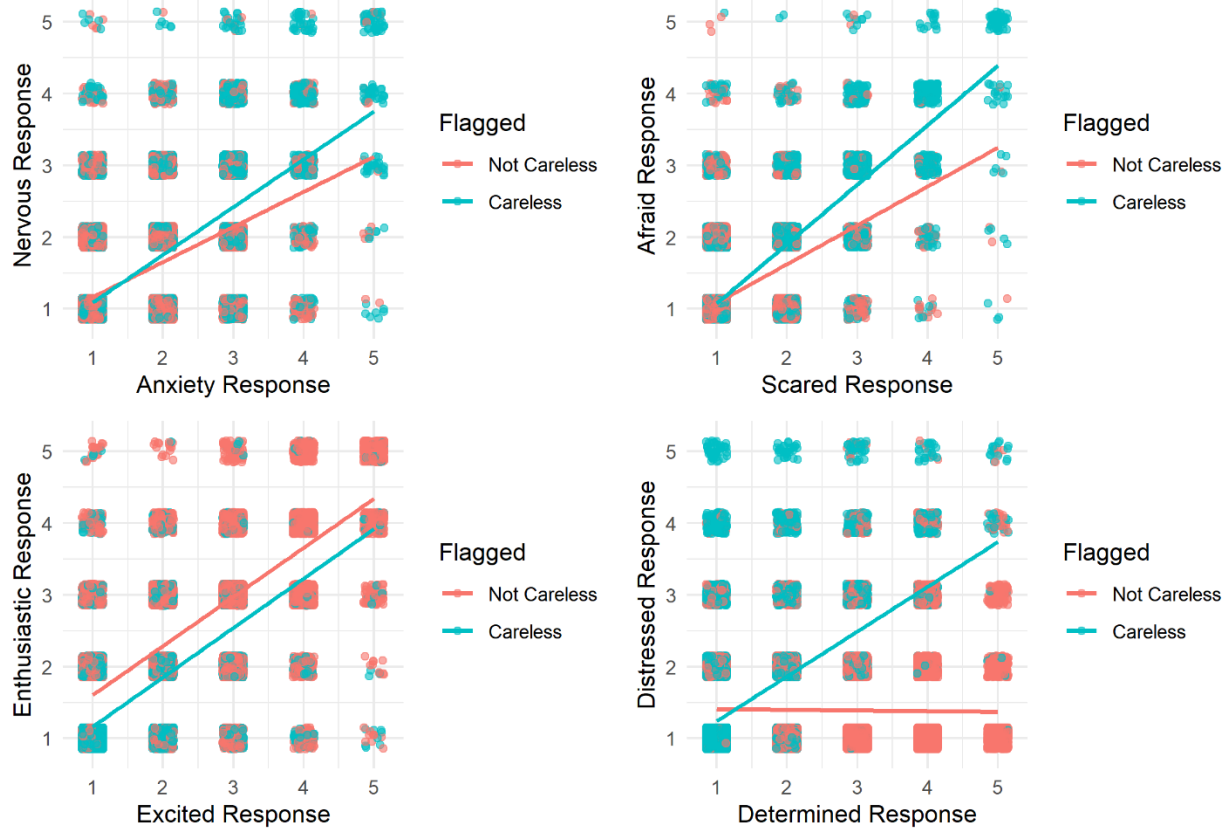 5
4
3
2
1
Nervous Response
1 2 3 4 5
Anxiety Response
Flagged
Not Careless
Careless
5
4
3
2
1
Afraid Response
1 2 3 4 5
Scared Response
Flagged
Not Careless
Careless
5
4
3
2
1
Enthusiastic Response
1 2 3 4 5
Excited Response
Flagged
Not Careless
Careless
5
4
3
2
1
Distressed Response
1 2 3 4 5
Determined Response
Flagged
Not Careless
Careless